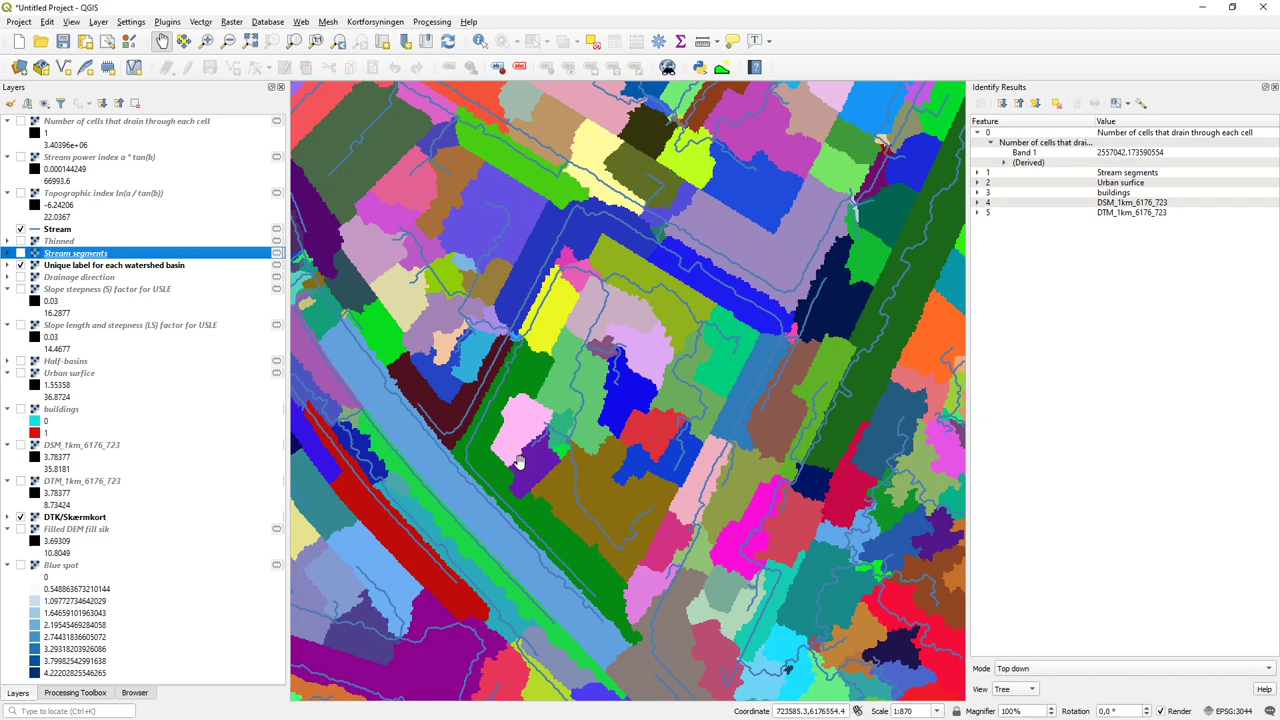 *Untitled Project - QGIS
Project Edit View Layer Settings Plugins Vector Raster Database Web Mesh Kortforsyningen Processing Help
Layers
Number of cells that drain through each cell
1
3.40396e+06
Stream power index a * tan(b)
0.000144249
66993.6
Topographic index ln(a / tan(b))
-6.24206
22.0367
Stream
Thinned
Stream segments
Unique label for each watershed basin
Drainage direction
Slope steepness (S) factor for USLE
0.03
16.2877
Slope length and steepness (LS) factor for USLE
0.03
14.4677
Half-basins
Urban surfice
1.55358
36.8724
buildings
0
1
DSM_1km_6176_723
3.78377
35.8181
DTM_1km_6176_723
3.78377
8.73424
DTK/Skærmkort
Filled DEM fill sik
3.69309
10.8049
Blue spot
0
0.548863673210144
1.09772734642029
1.64659101963043
2.19545469284058
2.74431836605072
3.29318203926086
3.79982542991638
4.22202825546265
Layers Processing Toolbox Browser
Type to locate (Ctrl+K)
Identify Results
Feature Value
0 Number of cells that drain through each cell
Number of cells that drai...
Band 1 2557042.173590554
(Derived)
1 Stream segments
2 Urban surfice
3 buildings
4 DSM_1km_6176_723
5 DTM_1km_6176_723
Mode Top down
View Tree Help
Coordinate 723585.3,6176554.4 Scale 1:870 Magnifier 100% Rotation 0,0 ° Render EPSG:3044